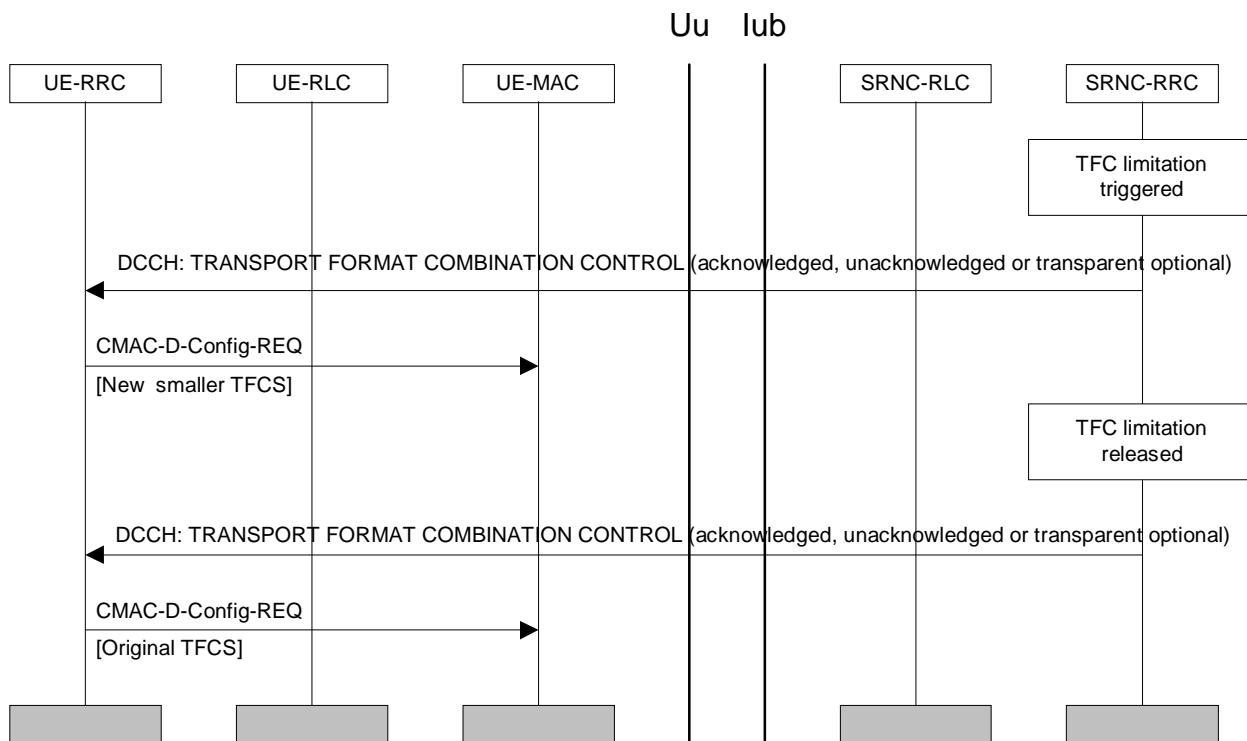 Uu Iub
UE-RRC UE-RLC UE-MAC SRNC-RLC SRNC-RRC
TFC limitation
triggered
DCCH: TRANSPORT FORMAT COMBINATION CONTROL (acknowledged, unacknowledged or transparent optional)
CMAC-D-Config-REQ
[New smaller TFCS]
TFC limitation
released
DCCH: TRANSPORT FORMAT COMBINATION CONTROL (acknowledged, unacknowledged or transparent optional)
CMAC-D-Config-REQ
[Original TFCS]